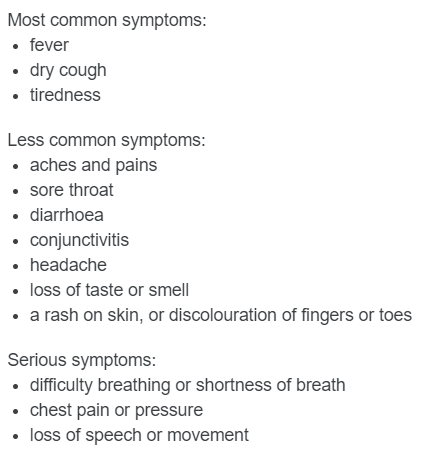 Most common symptoms:
• fever
• dry cough
• tiredness
Less common symptoms:
• aches and pains
• sore throat
• diarrhoea
• conjunctivitis
• headache
• loss of taste or smell
• a rash on skin, or discolouration of fingers or toes
Serious symptoms:
• difficulty breathing or shortness of breath
• chest pain or pressure
• loss of speech or movement